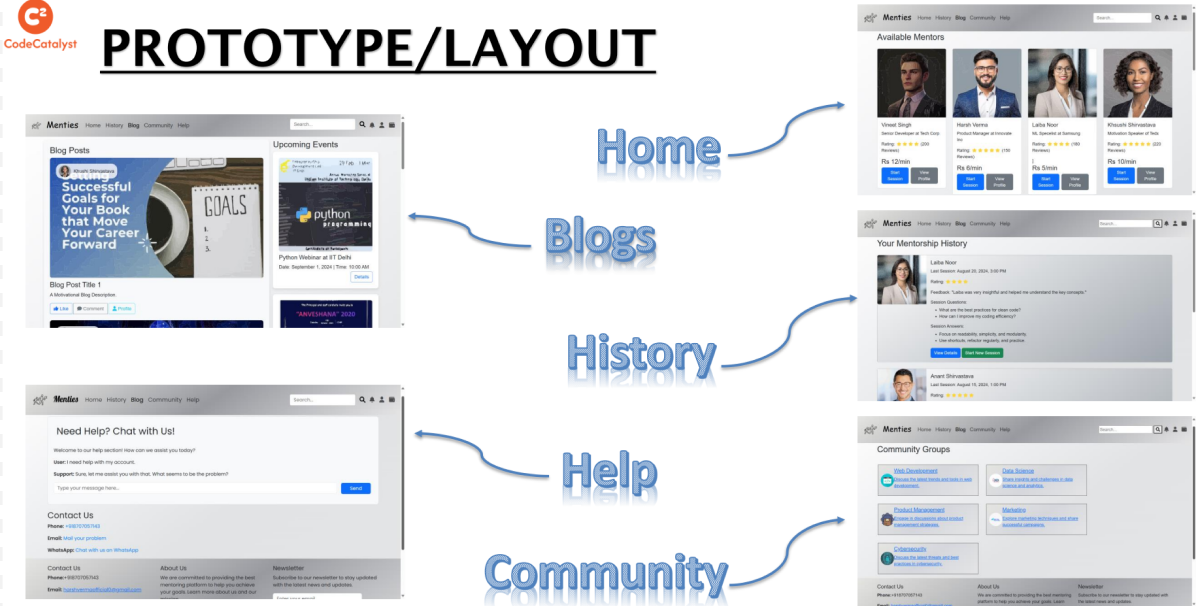 C²
CodeCatalyst
PROTOTYPE/LAYOUT
Menties Home History Blog Community Help Search...
Blog Posts
Khushi Shrivastava
Successful
Goals for
Your Book
that Move
Your Career
Forward
GOALS
1.
2.
3.
Blog Post Title 1
A Motivational Blog Description.
Like Comment Profile
Upcoming Events
python
programming
Python Webinar at IIT Delhi
Date: September 1, 2024 | Time: 10:00 AM
Details
"ANVESHANA" 2020
Menties Home History Blog Community Help Search...
Need Help? Chat with Us!
Welcome to our help section! How can we assist you today?
User: I need help with my account.
Support: Sure, let me assist you with that. What seems to be the problem?
Type your message here... Send
Contact Us
Phone: +918707057143
Email: Mail your problem
WhatsApp: Chat with us on WhatsApp
Contact Us
Phone:+918707057143
Email:
About Us
We are committed to providing the best
mentoring platform to help you achieve
your goals. Learn more about us and our
Newsletter
Subscribe to our newsletter to stay updated
with the latest news and updates.
Enter your email
Home
Blogs
History
Help
Community
Menties Home History Blog Community Help Search...
Available Mentors
Vineet Singh
Senior Developer at Tech Corp
Rating: (200
Reviews)
Rs 12/min
Start
Session
View
Profile
Harsh Verma
Product Manager at Innovate
Inc
Rating: (150
Reviews)
Rs 6/min
Start
Session
View
Profile
Laiba Noor
ML Specelist at Samsung
Rating: (180
Reviews)
Rs 5/min
Start
Session
View
Profile
Khaushi Shrivastava
Motivation Speaker of Tedx
Rating: (220
Reviews)
Rs 10/min
Start
Session
View
Profile
Menties Home History Blog Community Help Search...
Your Mentorship History
Laiba Noor
Last Session: August 20, 2024, 3:00 PM
Rating:
Feedback: "Laiba was very insightful and helped me understand the key concepts."
Session Questions:
What are the best practices for clean code?
How can I improve my coding efficiency?
Session Answers:
Focus on readability, simplicity, and modularity.
Use shortcuts, refactor regularly, and practice.
View Details Start New Session
Anant Shirvastava
Last Session: August 15, 2024, 1:00 PM
Rating:
Menties Home History Blog Community Help Search...
Community Groups
Web Development
Discuss the latest trends and tools in web
development.
Data Science
Share insights and challenges in data
science and analytics.
Product Management
Engage in discussions about product
management strategies.
Marketing
Explore marketing techniques and share
successful campaigns.
Cybersecurity
Discuss the latest threats and best
practices in cybersecurity.
Contact Us
Phone:+918707057143
About Us
We are committed to providing the best mentoring
platform to help you achieve your goals. Learn
Newsletter
Subscribe to our newsletter to stay updated with
the latest news and updates.